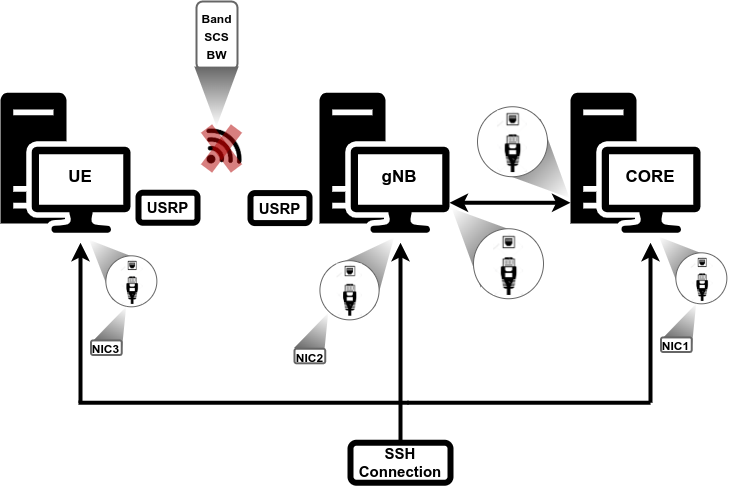 Band
SCS
BW
UE
gNB
CORE
USRP
USRP
NIC3
NIC2
NIC1
SSH
Connection